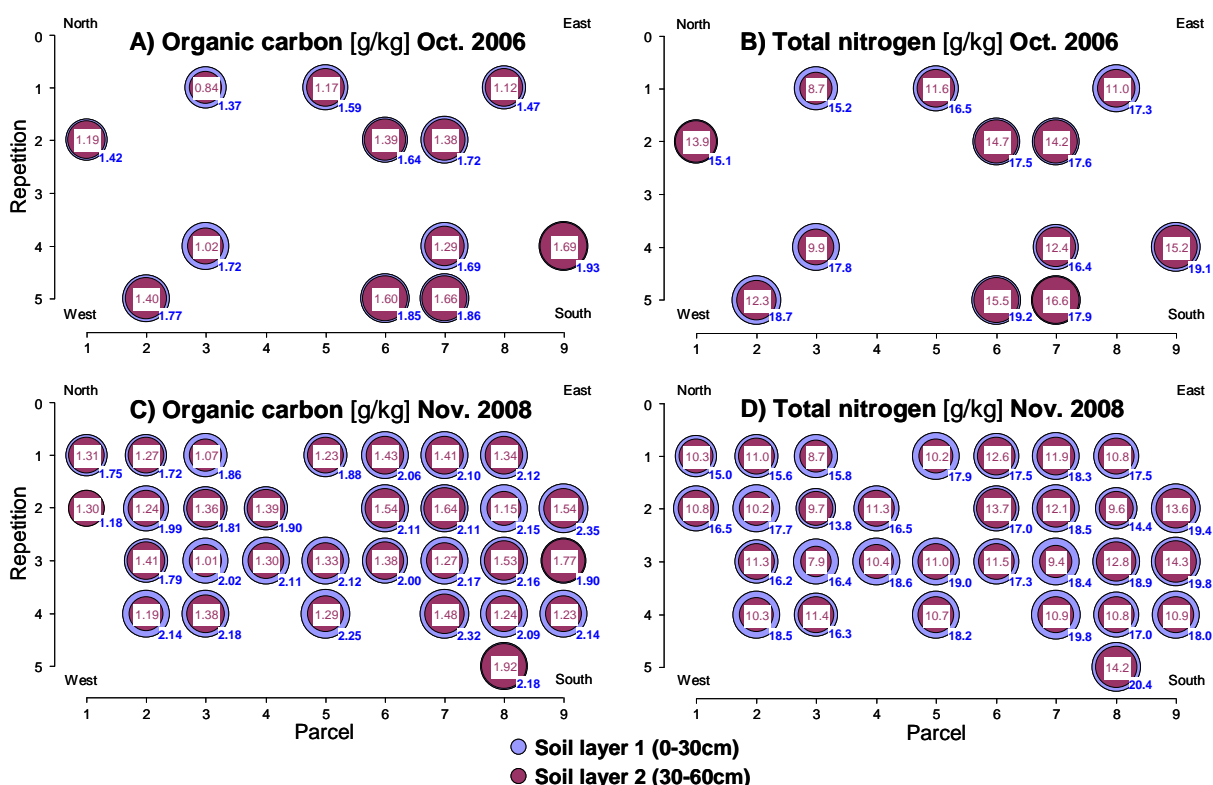 North East North East
A) Organic carbon [g/kg] Oct. 2006 B) Total nitrogen [g/kg] Oct. 2006
Repetition
0
1 0.84 1.37 1.17 1.59 1.12 1.47
2 1.19 1.42 1.39 1.64 1.38 1.72
3
4 1.02 1.72 1.29 1.69 1.69 1.93
5 1.40 1.77 1.60 1.85 1.66 1.86
West South
1 2 3 4 5 6 7 8 9
0
1 8.7 15.2 11.6 16.5 11.0 17.3
2 13.9 15.1 14.7 17.5 14.2 17.6
3
4 9.9 17.8 12.4 16.4 15.2 19.1
5 12.3 18.7 15.5 19.2 16.6 17.9
West South
1 2 3 4 5 6 7 8 9
North East North East
C) Organic carbon [g/kg] Nov. 2008 D) Total nitrogen [g/kg] Nov. 2008
Repetition
0
1 1.31 1.75 1.27 1.72 1.07 1.86 1.23 1.88 1.43 2.06 1.41 2.10 1.34 2.12
2 1.30 1.18 1.24 1.99 1.36 1.81 1.39 1.90 1.54 2.11 1.64 2.11 1.15 2.15 1.54 2.35
3 1.41 1.79 1.01 2.02 1.30 2.11 1.33 2.12 1.38 2.00 1.27 2.17 1.53 2.16 1.77 1.90
4 1.19 2.14 1.38 2.18 1.29 2.25 1.48 2.32 1.24 2.09 1.23 2.14
5 1.92 2.18
West South
1 2 3 4 5 6 7 8 9
Parcel
0
1 10.3 15.0 11.0 15.6 8.7 15.8 10.2 17.9 12.6 17.5 11.9 18.3 10.8 17.5
2 10.8 16.5 10.2 17.7 9.7 13.8 11.3 16.5 13.7 17.0 12.1 18.5 9.6 14.4 13.6 19.4
3 11.3 16.2 7.9 16.4 10.4 18.6 11.0 19.0 11.5 17.3 9.4 18.4 12.8 18.9 14.3 19.8
4 10.3 18.5 11.4 16.3 10.7 18.2 10.9 19.8 10.8 17.0 10.9 18.0
5 14.2 20.4
West South
1 2 3 4 5 6 7 8 9
Parcel
Soil layer 1 (0-30cm)
Soil layer 2 (30-60cm)